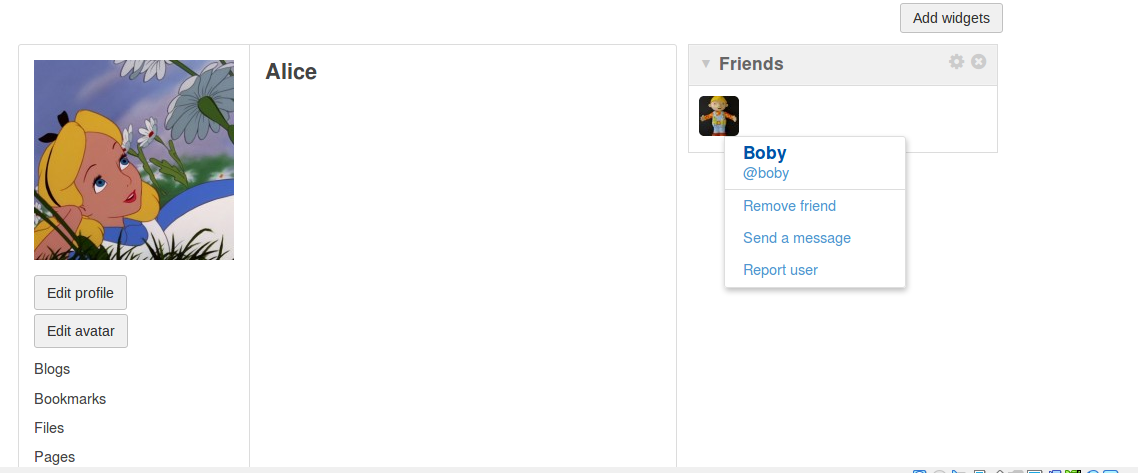 Add widgets
Alice
Friends
Boby
@boby
Remove friend
Send a message
Report user
Edit profile
Edit avatar
Blogs
Bookmarks
Files
Pages